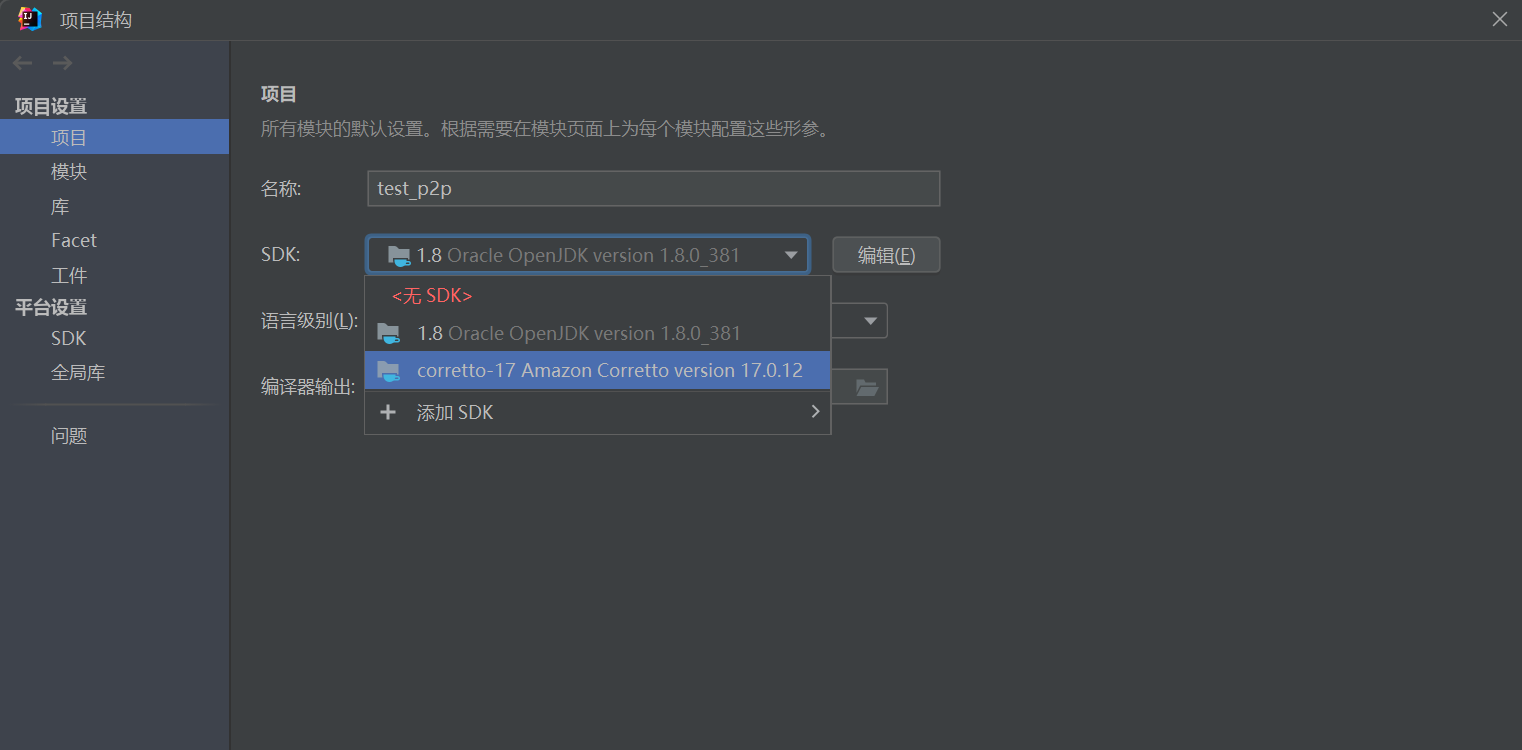 项目结构
项目设置
项目
模块
库
Facet
工件
平台设置
SDK
全局库
问题
项目
所有模块的默认设置。根据需要在模块页面上为每个模块配置这些形参。
名称: test_p2p
SDK: 1.8 Oracle OpenJDK version 1.8.0_381 编辑(E)
<无 SDK>
语言级别(L):
1.8 Oracle OpenJDK version 1.8.0_381
corretto-17 Amazon Corretto version 17.0.12
编译器输出:
添加 SDK